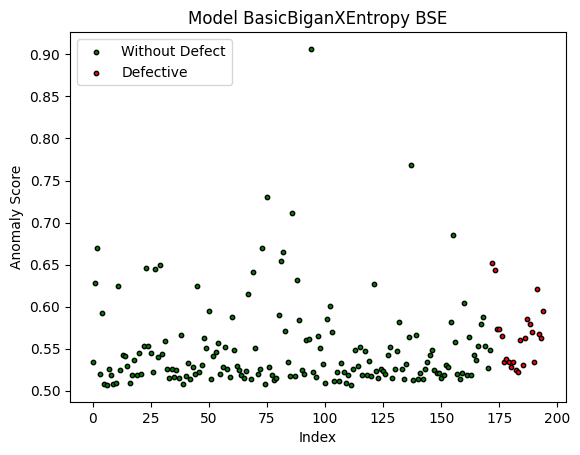 Model BasicBiganXEntropy BSE
Without Defect
Defective
0.90
0.85
0.80
0.75
0.70
0.65
0.60
0.55
0.50
Anomaly Score
0 25 50 75 100 125 150 175 200
Index